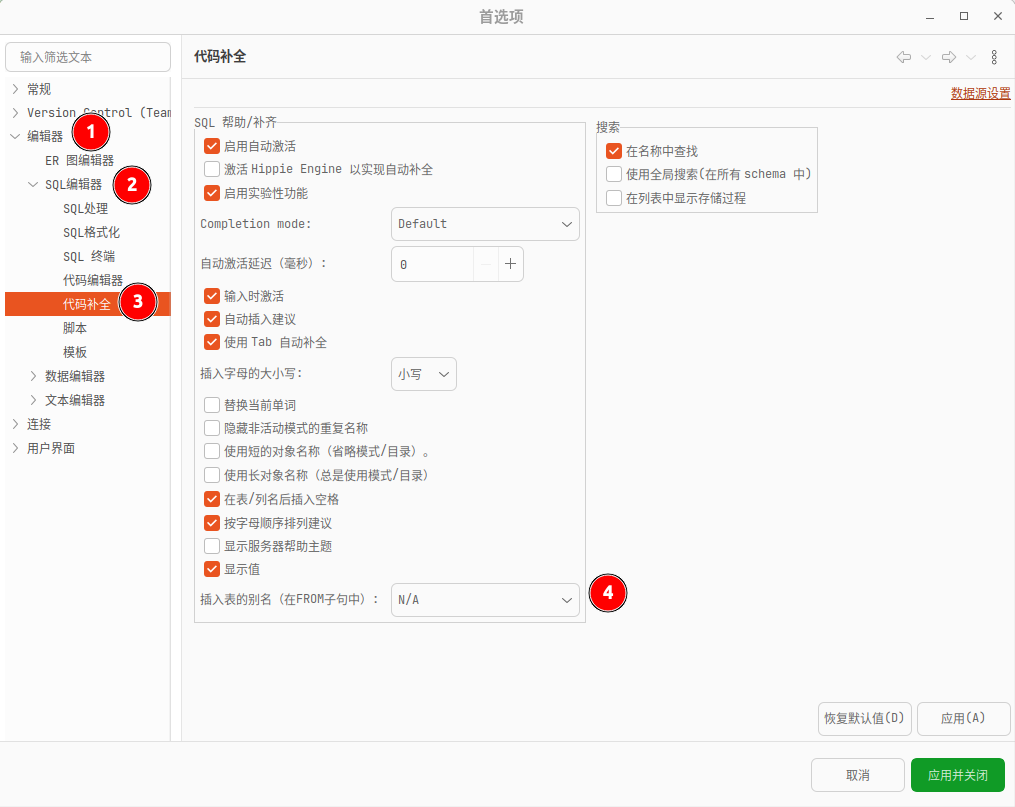 首选项
输入筛选文本
常规
Version Control (Team
编辑器
1
ER 图编辑器
SQL编辑器
2
SQL处理
SQL格式化
SQL 终端
代码编辑器
代码补全
3
脚本
模板
数据编辑器
文本编辑器
连接
用户界面
代码补全
数据源设置
SQL 帮助/补齐
启用自动激活
激活 Hippie Engine 以实现自动补全
启用实验性功能
Completion mode: Default
自动激活延迟（毫秒）: 0
输入时激活
自动插入建议
使用 Tab 自动补全
插入字母的大小写: 小写
替换当前单词
隐藏非活动模式的重复名称
使用短的对象名称（省略模式/目录）。
使用长对象名称（总是使用模式/目录）
在表/列名后插入空格
按字母顺序排列建议
显示服务器帮助主题
显示值
插入表的别名（在FROM子句中）: N/A
4
搜索
在名称中查找
使用全局搜索(在所有 schema 中)
在列表中显示存储过程
恢复默认值(D)
应用(A)
取消
应用并关闭